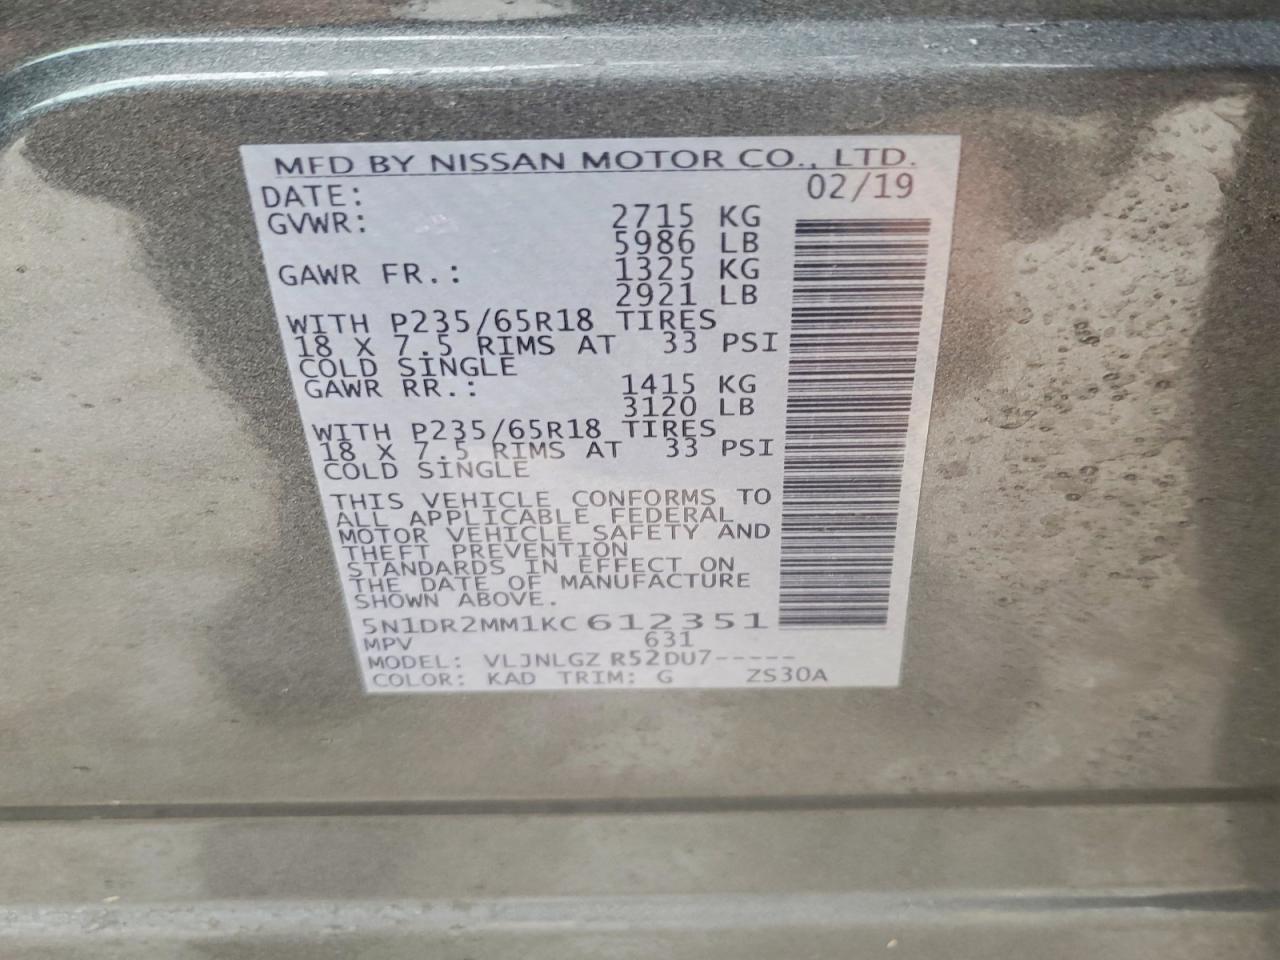 MFD BY NISSAN MOTOR CO., LTD.
DATE: 02/19
GVWR: 2715 KG
5986 LB
GAWR FR.: 1325 KG
2921 LB
WITH P235/65R18 TIRES
18 X 7.5 RIMS AT 33 PSI
COLD SINGLE
GAWR RR.: 1415 KG
3120 LB
WITH P235/65R18 TIRES
18 X 7.5 RIMS AT 33 PSI
COLD SINGLE
THIS VEHICLE CONFORMS TO
ALL APPLICABLE FEDERAL
MOTOR VEHICLE SAFETY AND
THEFT PREVENTION
STANDARDS IN EFFECT ON
THE DATE OF MANUFACTURE
SHOWN ABOVE.
5N1DR2MM1KC612351
MPV 631
MODEL: VLJNLGZ R52DU7-----
COLOR: KAD TRIM: G ZS30A